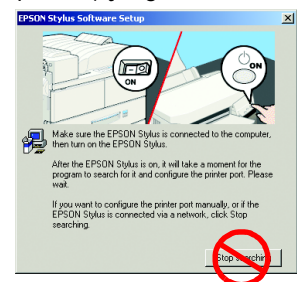 EPSON Stylus Software Setup
ON
ON
Make sure the EPSON Stylus is connected to the computer,
then turn on the EPSON Stylus.
After the EPSON Stylus is on, it will take a moment for the
program to search for it and configure the printer port. Please
wait.
If you want to configure the printer port manually, or if the
EPSON Stylus is connected via a network, click Stop
searching.
Stop searching